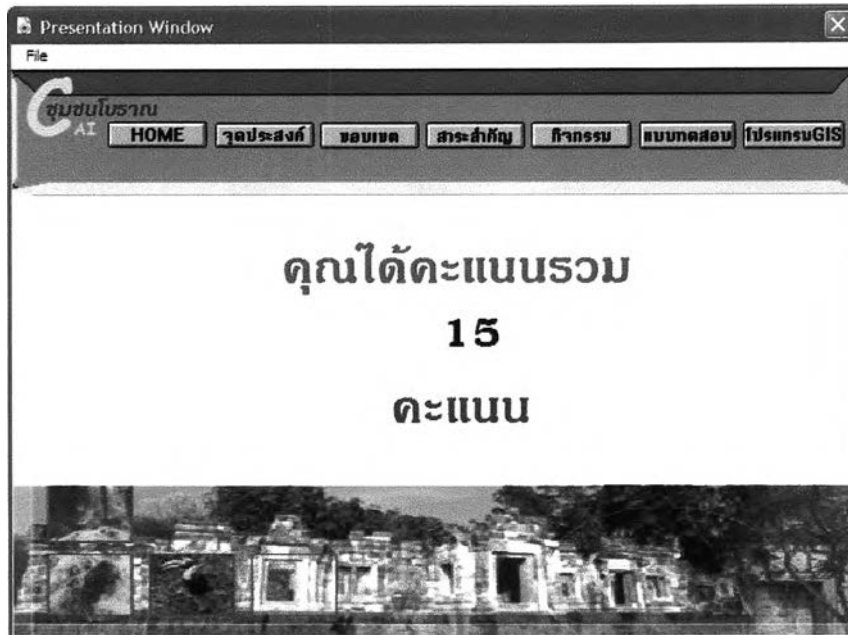 Presentation Window
File
CAI ชุมชนโบราณ
HOME จุดประสงค์ ขอบเขต สาระสำคัญ กิจกรรม แบบทดสอบ โปรแกรมGIS
คุณได้คะแนนรวม
15
คะแนน